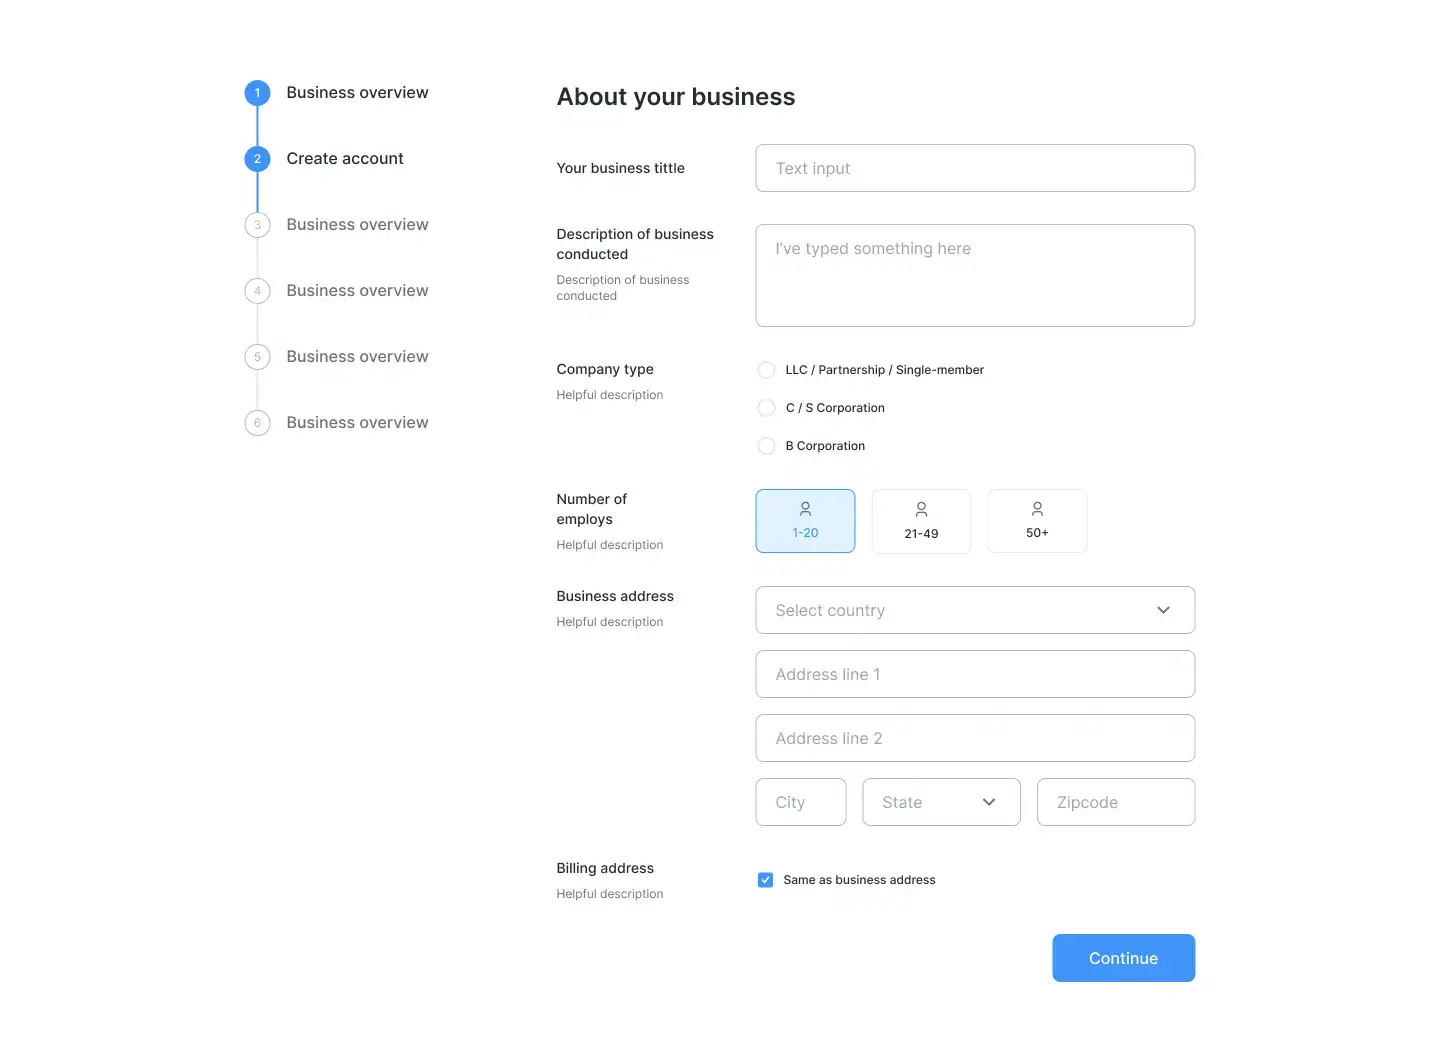 1 Business overview
2 Create account
3 Business overview
4 Business overview
5 Business overview
6 Business overview
About your business
Your business tittle
Text input
Description of business
conducted
Description of business
conducted
I've typed something here
Company type
Helpful description
LLC / Partnership / Single-member
C / S Corporation
B Corporation
Number of
employs
Helpful description
1-20
21-49
50+
Business address
Helpful description
Select country
Address line 1
Address line 2
City
State
Zipcode
Billing address
Helpful description
Same as business address
Continue